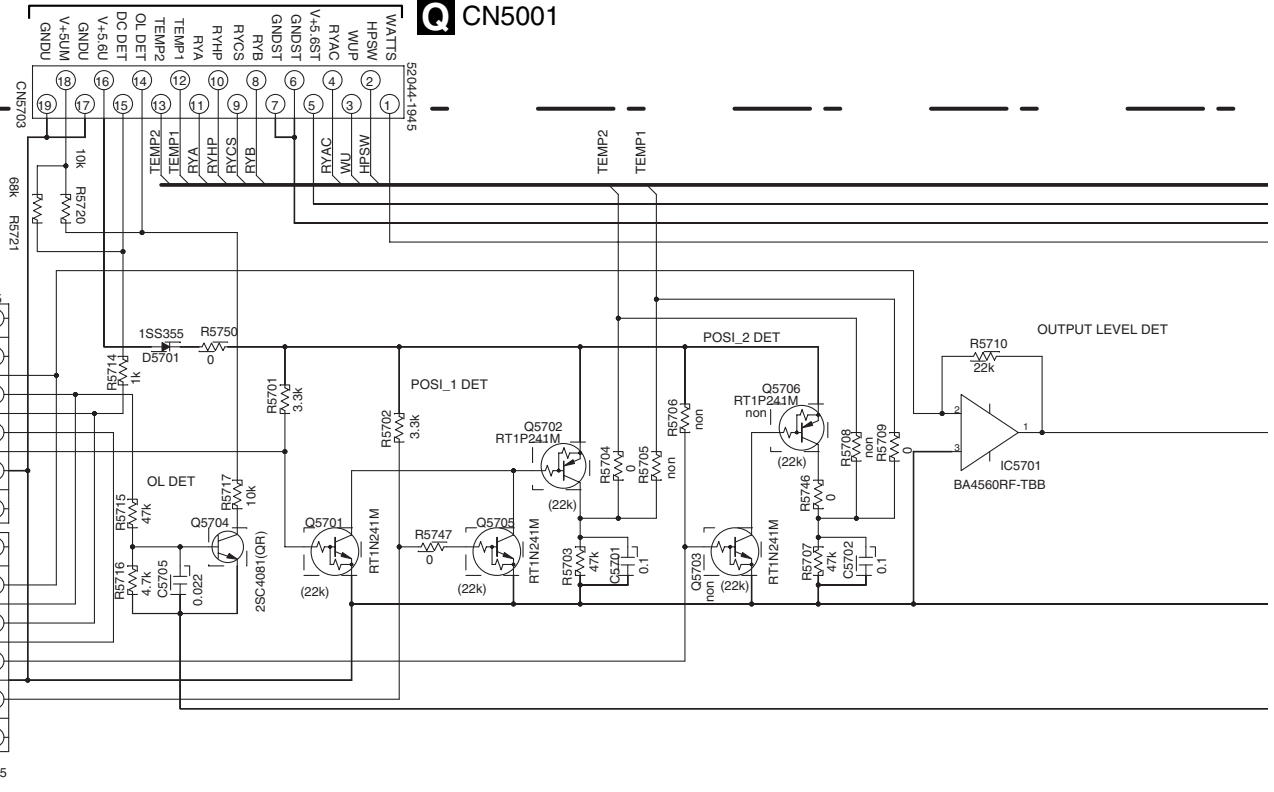 Q CN5001
GNDU
V+5UM
GNDU
V+5.6U
DC DET
OL DET
TEMP2
TEMP1
RYA
RYHP
RYCS
RYB
GNDST
GNDST
V+5.6ST
RYAC
WUP
HPSW
WATTS
CN5703
52044-1945
18
16
14
12
10
8
6
4
2
19
17
15
13
11
9
7
5
3
1
TEMP2
TEMP1
RYA
RYHP
RYCS
RYB
RYAC
WU
HPSW
TEMP2
TEMP1
68k
R5721
10k
R5720
1SS355
D5701
R5750
0
R5714
1k
R5701
3.3k
POSI_1 DET
R5702
3.3k
POSI_2 DET
OUTPUT LEVEL DET
R5710
22k
Q5702
RT1P241M
(22k)
R5704
0
R5705
non
R5706
non
Q5706
RT1P241M
non
(22k)
R5708
non
R5709
0
2
3
1
IC5701
BA4560RF-TBB
OL DET
R5715
47k
R5717
10k
Q5704
2SC4081(QR)
R5716
4.7k
C5705
0.022
Q5701
RT1N241M
(22k)
R5747
0
Q5705
RT1N241M
(22k)
R5703
47k
C5701
0.1
Q5703
non
RT1N241M
(22k)
R5746
0
R5707
47k
C5702
0.1
5